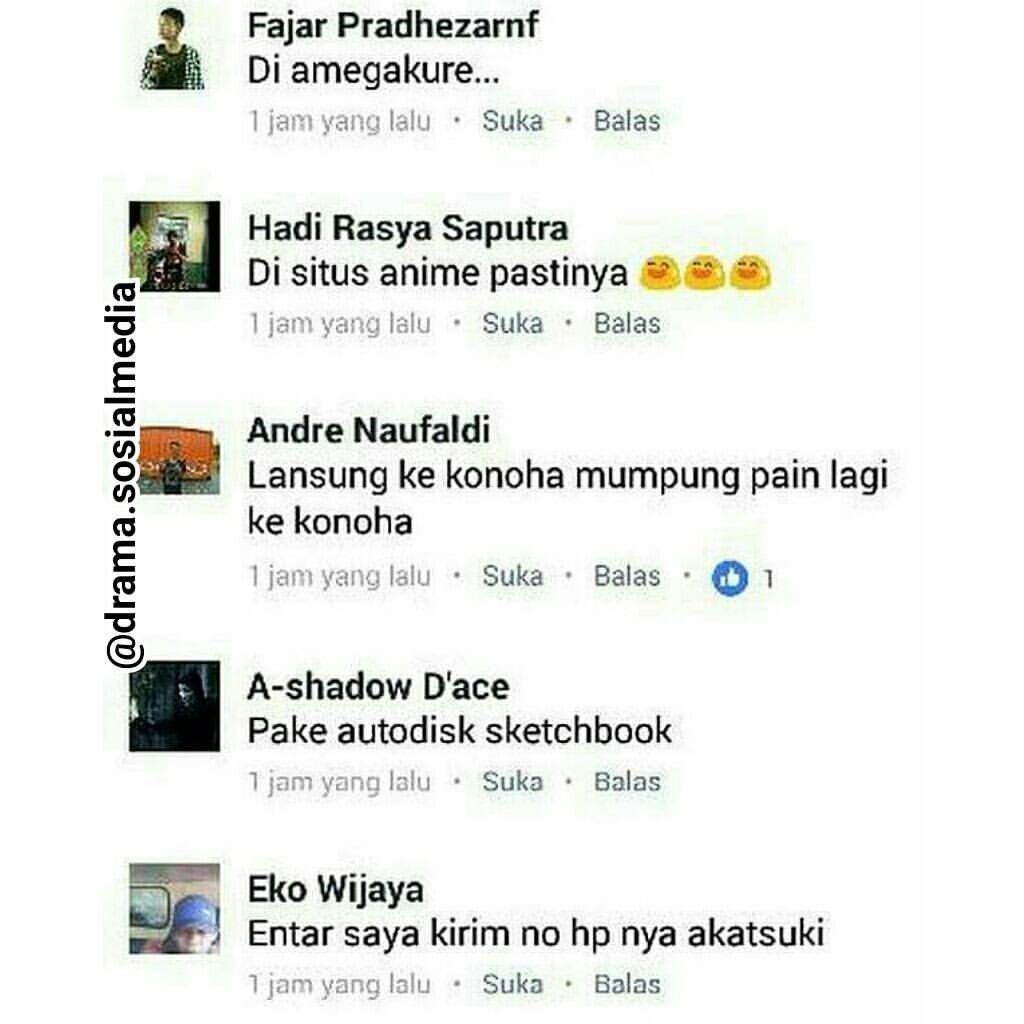 Fajar Pradhezarnf
Di amegakure...
1 jam yang lalu • Suka • Balas
Hadi Rasya Saputra
Di situs anime pastinya 😄😄😄
1 jam yang lalu • Suka • Balas
Andre Naufaldi
Lansung ke konoha mumpung pain lagi
ke konoha
1 jam yang lalu • Suka • Balas • 1
A-shadow D'ace
Pake autodisk sketchbook
1 jam yang lalu • Suka • Balas
Eko Wijaya
Entar saya kirim no hp nya akatsuki
1 jam yang lalu • Suka • Balas
@drama.sosialmedia